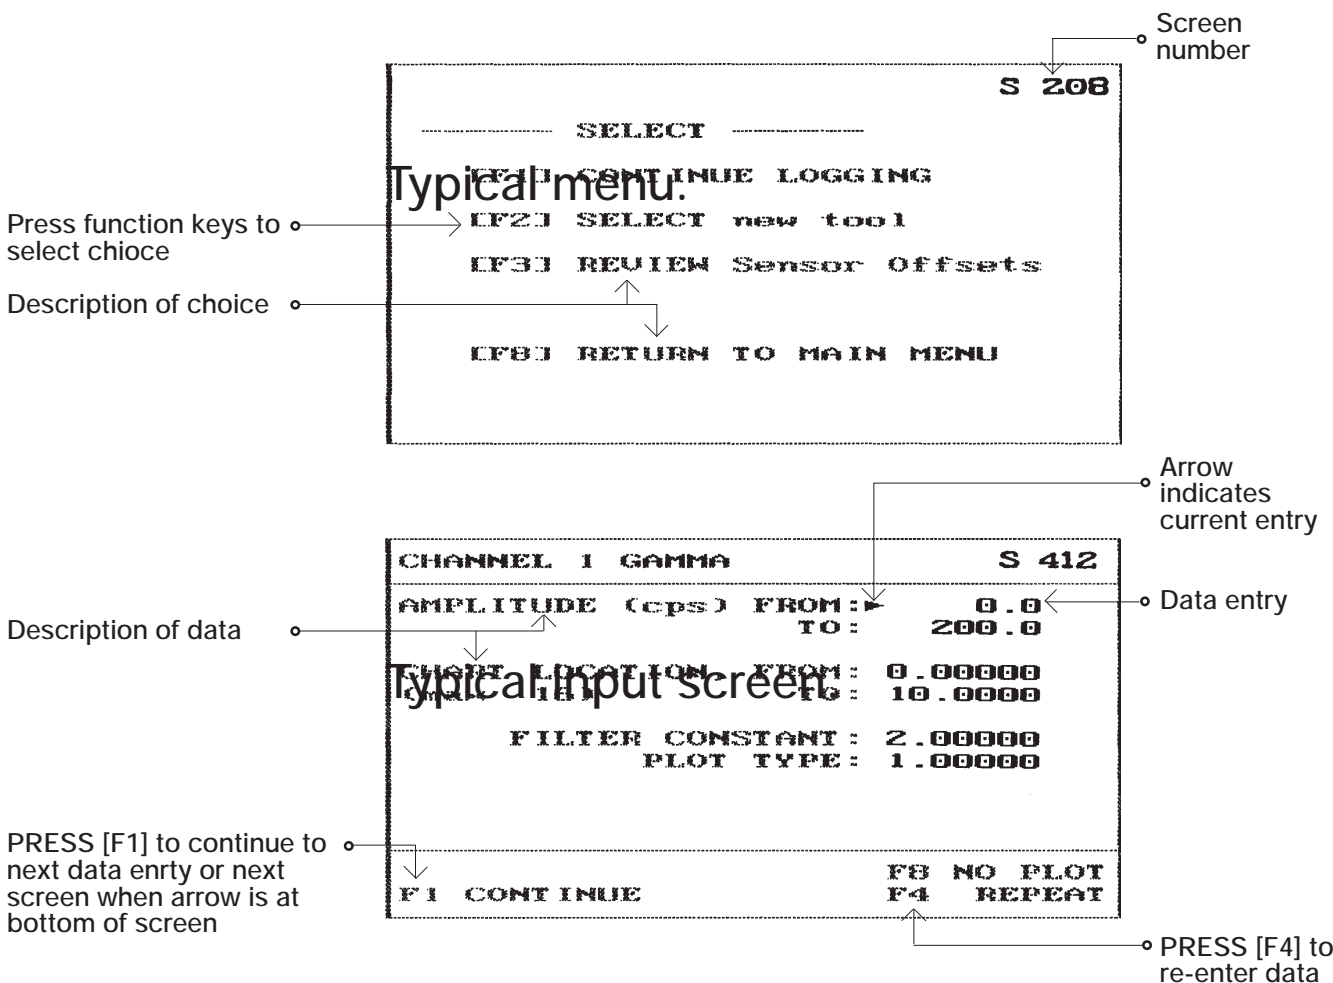 Screen
number
S 208
SELECT
[F1] CONTINUE LOGGING
Typical menu.
Press function keys to
select chioce
[F2] SELECT new tool
[F3] REVIEW Sensor Offsets
Description of choice
[F8] RETURN TO MAIN MENU
Arrow
indicates
current entry
CHANNEL 1 GAMMA S 412
AMPLITUDE (cps) FROM: 0.0
Data entry
TO: 200.0
Description of data
CHART LOCATION, FROM: 0.00000
Typical input screen.
(max 18) TO: 10.0000
FILTER CONSTANT: 2.00000
PLOT TYPE: 1.00000
PRESS [F1] to continue to
next data enrty or next
screen when arrow is at
bottom of screen
F8 NO PLOT
F1 CONTINUE F4 REPEAT
PRESS [F4] to
re-enter data